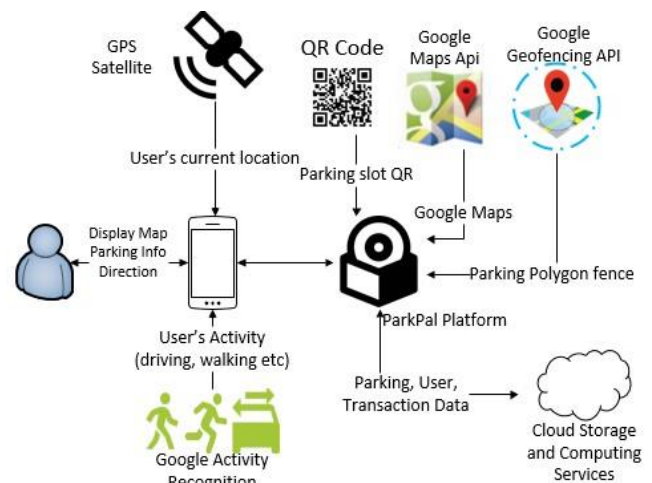 GPS
Satellite
QR Code
Google
Maps Api
Google
Geofencing API
User's current location
Parking slot QR
Google Maps
Display Map
Parking Info
Direction
Parking Polygon fence
ParkPal Platform
User's Activity
(driving, walking etc)
Parking, User,
Transaction Data
Google Activity
Recognition
Cloud Storage
and Computing
Services